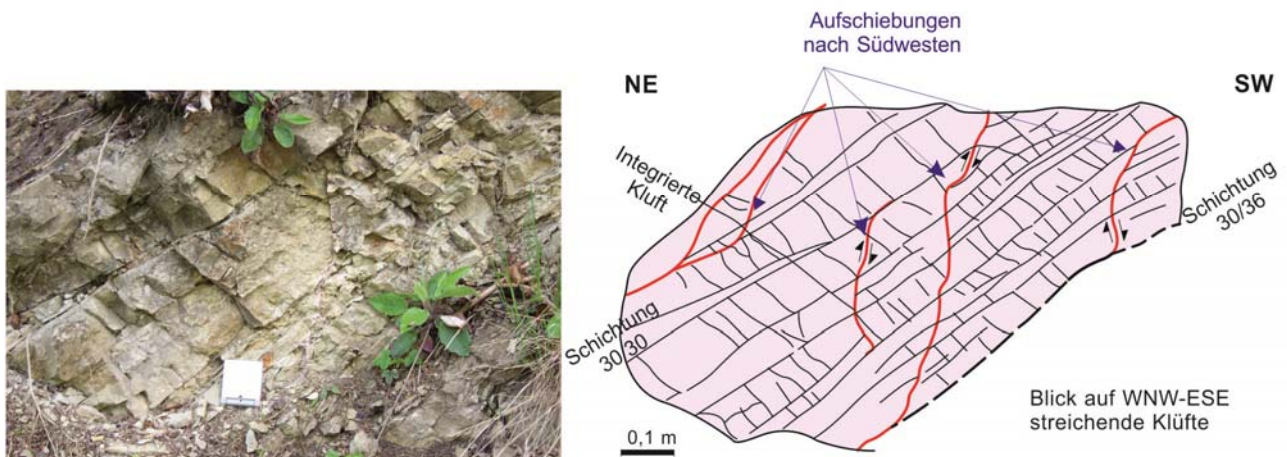 Aufschiebungen
nach Südwesten
NE
SW
Integrierte
Kluft
Schichtung
30/36
Schichtung
30/30
Blick auf WNW-ESE
streichende Klüfte
0,1 m